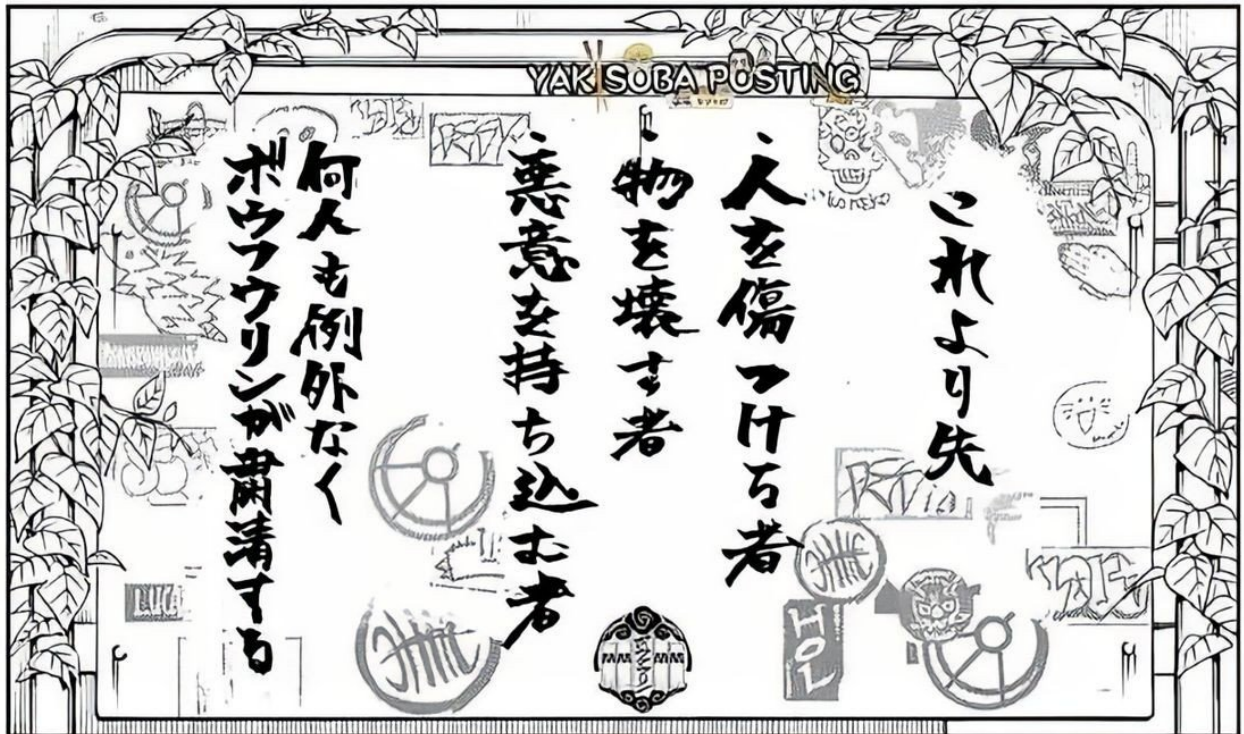 YAKISOBA POSTING
これより先
・人を傷つける者
・物を壊す者
・悪意を持ち込む者
何人も例外なく
ボウフウリンが粛清する
HOL